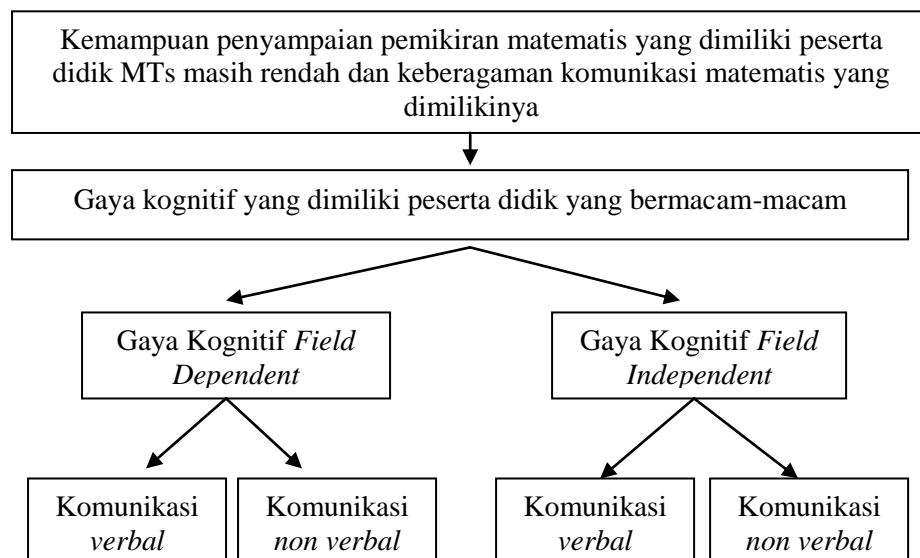 Kemampuan penyampaian pemikiran matematis yang dimiliki peserta
didik MTs masih rendah dan keberagaman komunikasi matematis yang
dimilikinya
Gaya kognitif yang dimiliki peserta didik yang bermacam-macam
Gaya Kognitif Field
Dependent
Gaya Kognitif Field
Independent
Komunikasi
verbal
Komunikasi
non verbal
Komunikasi
verbal
Komunikasi
non verbal